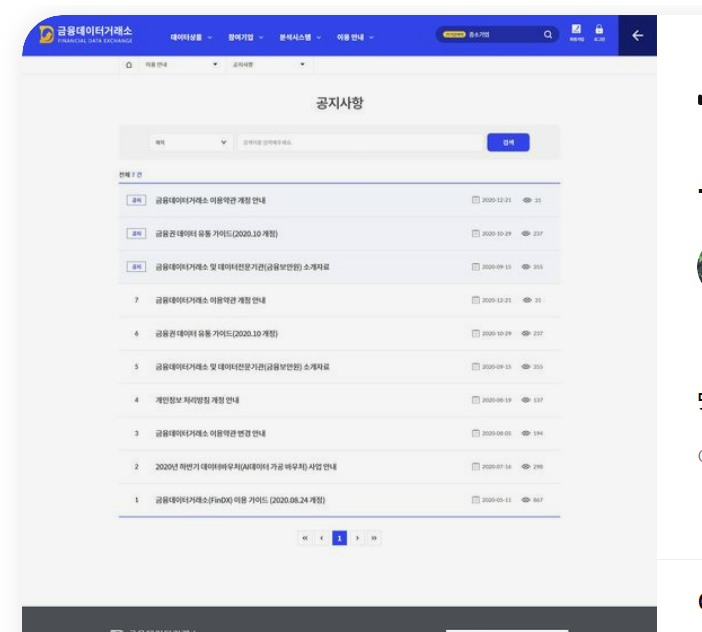 금융데이터거래소
FINANCIAL DATA EXCHANGE
데이터상품 참여기업 분석시스템 이용 안내
중소기업
회원가입 로그인
이용 안내 공지사항
공지사항
제목 검색어를 입력해주세요.
검색
전체 7 건
공지 금융데이터거래소 이용약관 개정 안내 2020-12-21 31
공지 금융권 데이터 유통 가이드(2020.10 개정) 2020-10-29 237
공지 금융데이터거래소 및 데이터전문기관(금융보안원) 소개자료 2020-09-15 355
7 금융데이터거래소 이용약관 개정 안내 2020-12-21 31
6 금융권 데이터 유통 가이드(2020.10 개정) 2020-10-29 237
5 금융데이터거래소 및 데이터전문기관(금융보안원) 소개자료 2020-09-15 355
4 개인정보 처리방침 개정 안내 2020-08-19 137
3 금융데이터거래소 이용약관 변경 안내 2020-08-05 194
2 2020년 하반기 데이터바우처(AI데이터 가공 바우처) 사업 안내 2020-07-16 298
1 금융데이터거래소(FinDX) 이용 가이드 (2020.08.24 개정) 2020-05-11 867
« ‹ 1 › »